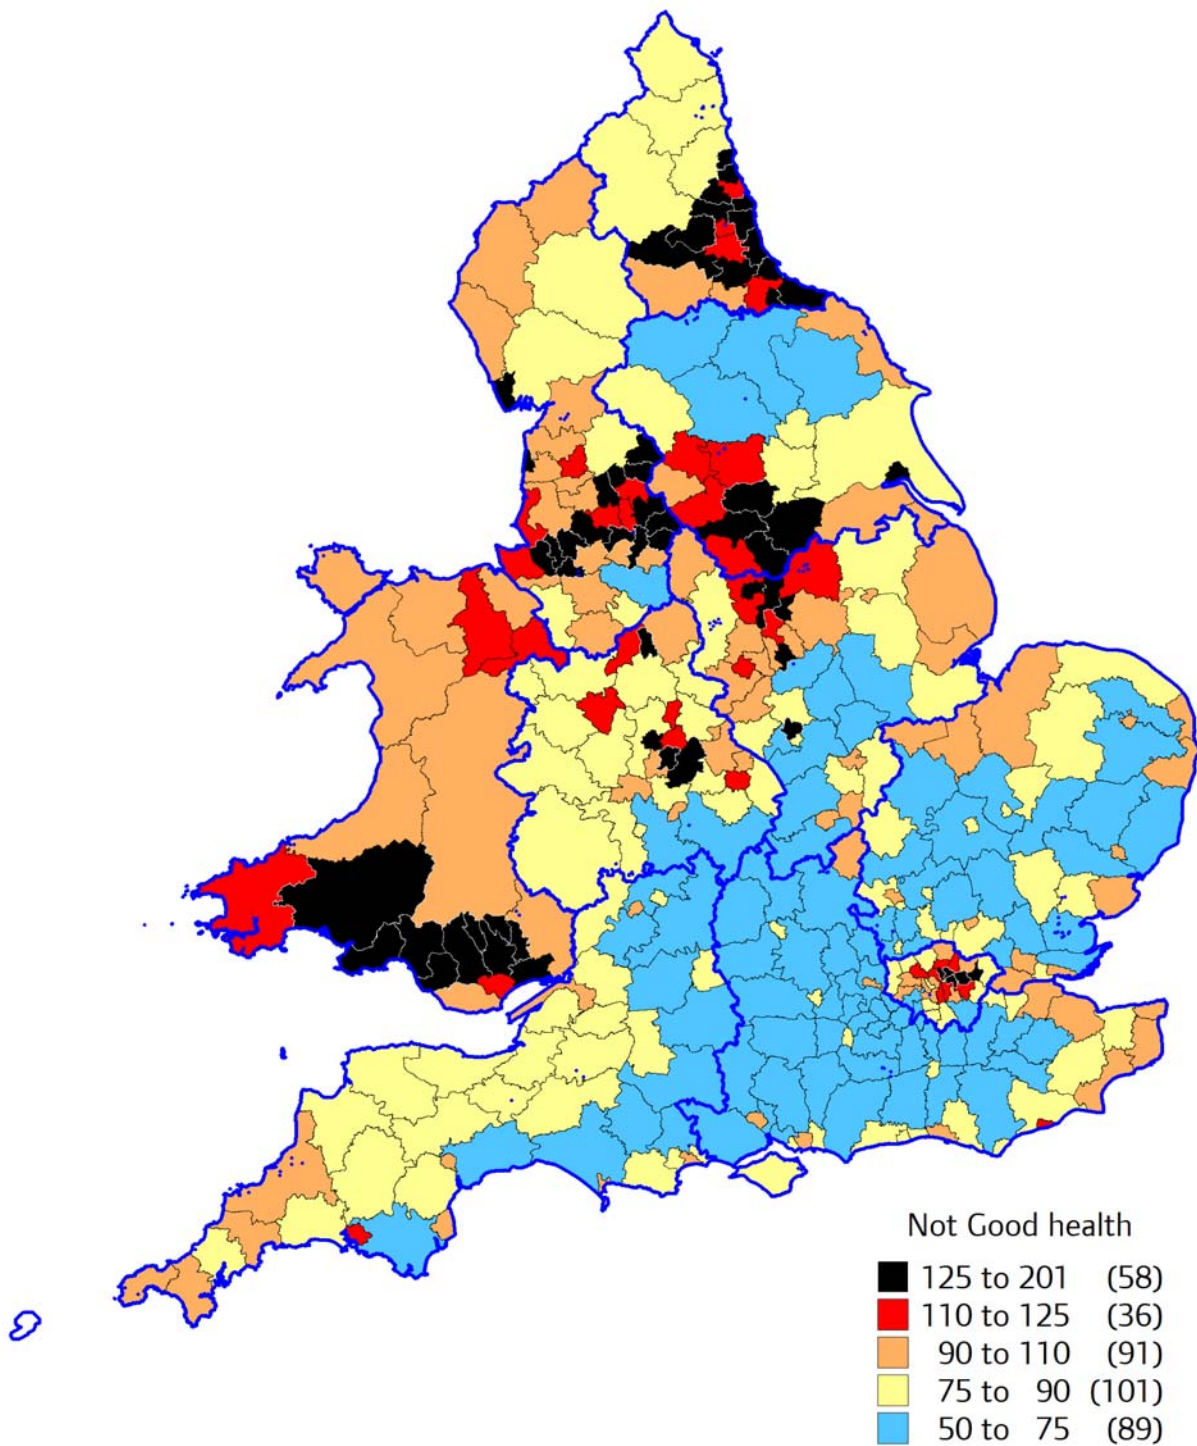 Not Good health
125 to 201 (58)
110 to 125 (36)
90 to 110 (91)
75 to 90 (101)
50 to 75 (89)